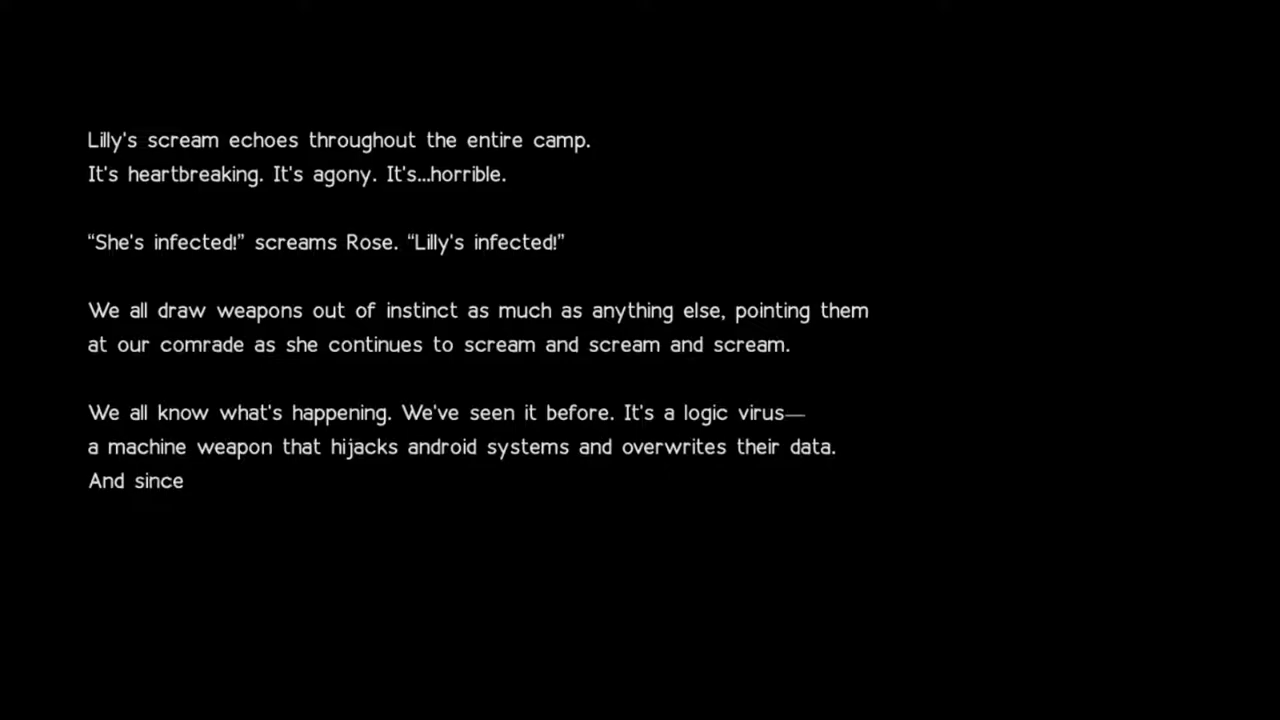 Lilly's scream echoes throughout the entire camp.
It's heartbreaking. It's agony. It's...horrible.
“She's infected!” screams Rose. “Lilly's infected!”
We all draw weapons out of instinct as much as anything else, pointing them
at our comrade as she continues to scream and scream and scream.
We all know what's happening. We've seen it before. It's a logic virus—
a machine weapon that hijacks android systems and overwrites their data.
And since